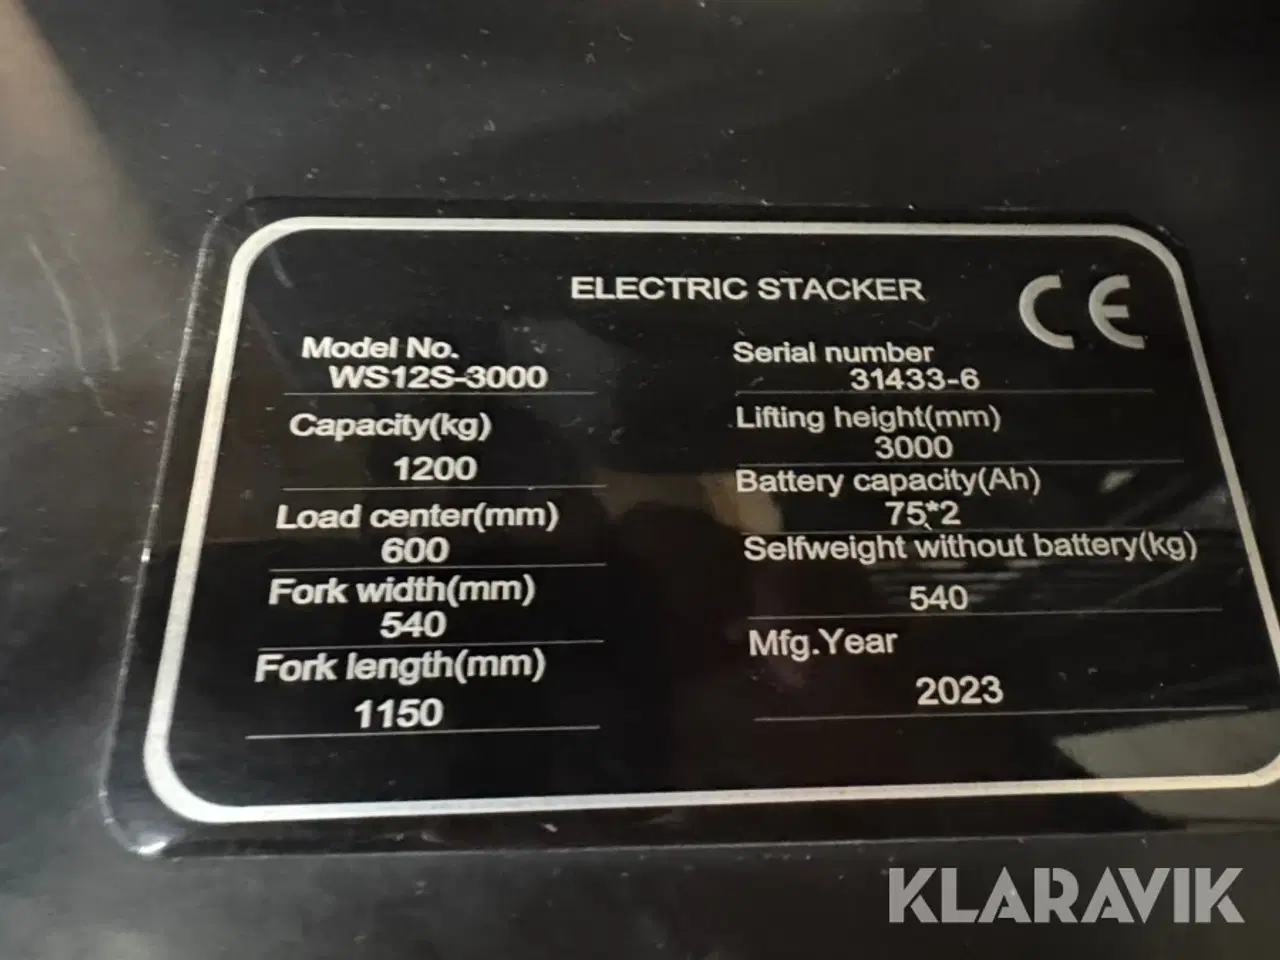 ELECTRIC STACKER
CE
Model No.
WS12S-3000
Capacity(kg)
1200
Load center(mm)
600
Fork width(mm)
540
Fork length(mm)
1150
Serial number
31433-6
Lifting height(mm)
3000
Battery capacity(Ah)
75*2
Selfweight without battery(kg)
540
Mfg.Year
2023
KLARAVIK